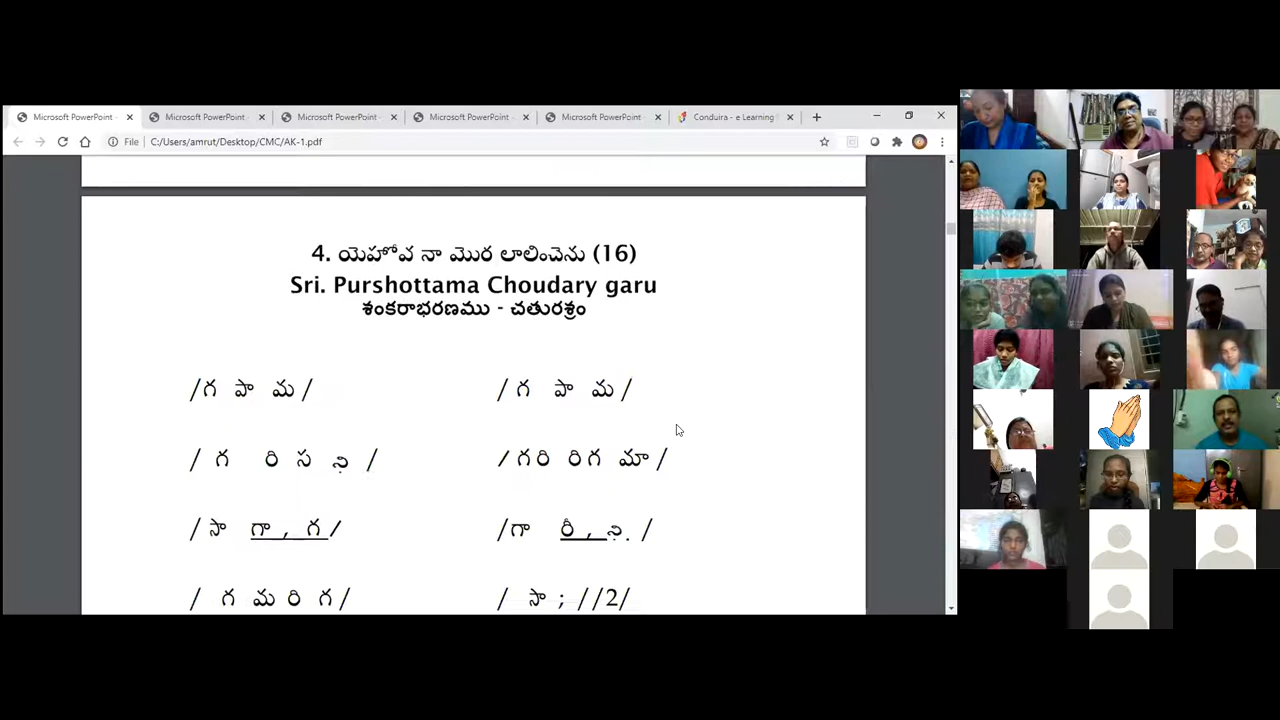 Microsoft PowerPoint - Microsoft PowerPoint - Microsoft PowerPoint - Microsoft PowerPoint - Microsoft PowerPoint Conduira - e Learning
File C:/Users/amrut/Desktop/CMC/AK-1.pdf
4. యెహోవ నా మొర లాలించెను (16)
Sri. Purshottama Choudary garu
శంకరాభరణము - చతురశ్రం
/గ పా మ / / గ పా మ /
/ గ రి స ని / / గరి రిగ మా /
/ సా గా , గ / /గా రీ , ని. /
/ గ మ రి గ/ / సా ; //2/